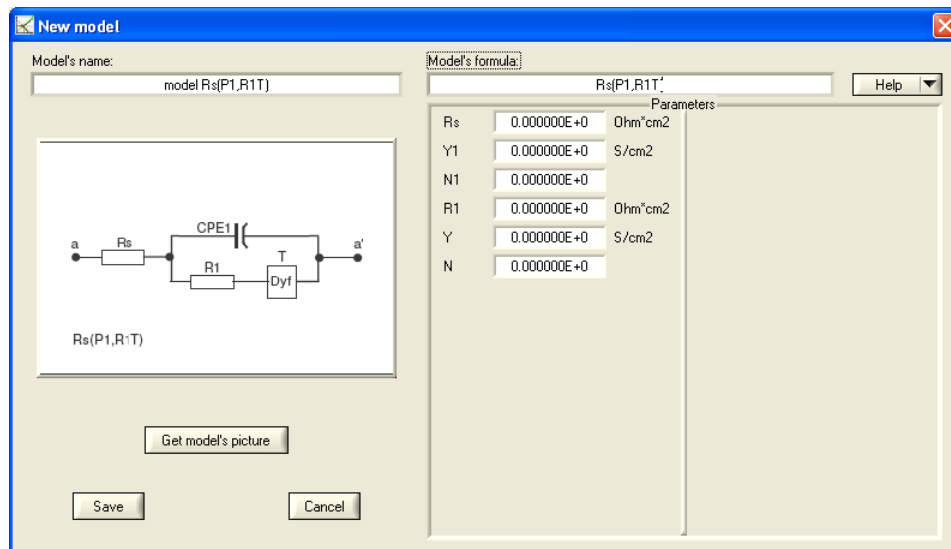 New model
Model's name:
model Rs(P1,R1T)
Model's formula:
Rs(P1,R1T
Help
Parameters
Rs 0.000000E+0 Ohm*cm2
Y1 0.000000E+0 S/cm2
N1 0.000000E+0
R1 0.000000E+0 Ohm*cm2
Y 0.000000E+0 S/cm2
N 0.000000E+0
CPE1
a Rs a'
R1 T
Dyf
Rs(P1,R1T)
Get model's picture
Save Cancel